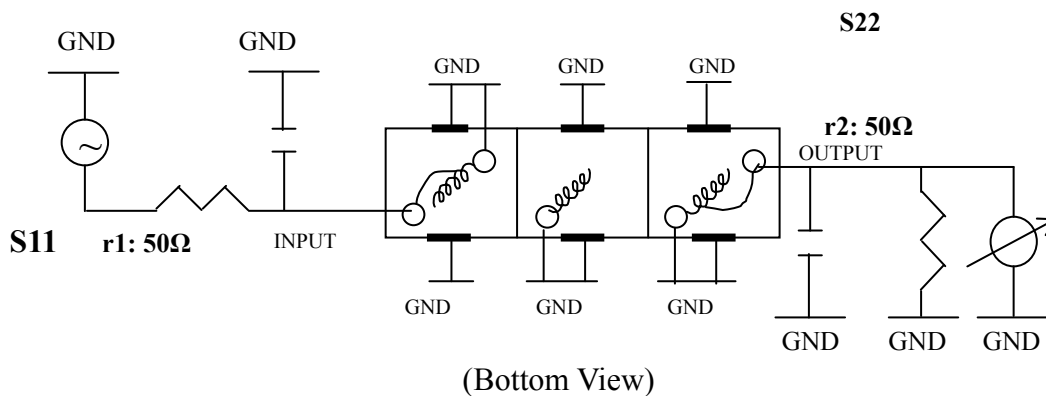 S22
GND
GND
GND
GND
GND
r2: 50Ω
OUTPUT
S11
r1: 50Ω
INPUT
GND
GND
GND
GND
GND
GND
(Bottom View)